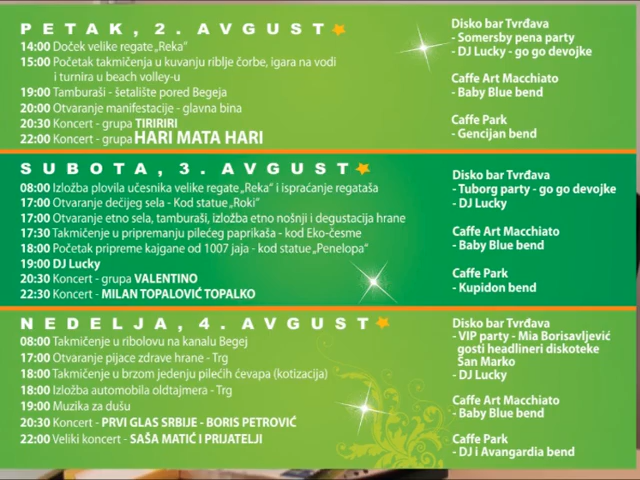 PETAK, 2. AVGUST
14:00 Doček velike regate „Reka"
15:00 Početak takmičenja u kuvanju riblje čorbe, igara na vodi
i turnira u beach volley-u
19:00 Tamburaši - šetalište pored Begeja
20:00 Otvaranje manifestacije - glavna bina
20:30 Koncert - grupa TIRIRIRI
22:00 Koncert - grupa HARI MATA HARI
Disko bar Tvrđava
- Somersby pena party
- DJ Lucky - go go devojke
Caffe Art Macchiato
- Baby Blue bend
Caffe Park
- Gencijan bend
SUBOTA, 3. AVGUST
08:00 Izložba plovila učesnika velike regate „Reka" i ispraćanje regataša
17:00 Otvaranje dečijeg sela - Kod statue „Roki"
17:00 Otvaranje etno sela, tamburaši, izložba etno nošnji i degustacija hrane
17:30 Takmičenje u pripremanju pilećeg paprikaša - kod Eko-česme
18:00 Početak pripreme kajgane od 1007 jaja - kod statue „Penelopa"
19:00 DJ Lucky
20:30 Koncert - grupa VALENTINO
22:30 Koncert - MILAN TOPALOVIĆ TOPALKO
Disko bar Tvrđava
- Tuborg party - go go devojke
- DJ Lucky
Caffe Art Macchiato
- Baby Blue bend
Caffe Park
- Kupidon bend
NEDELJA, 4. AVGUST
08:00 Takmičenje u ribolovu na kanalu Begej
17:00 Otvaranje pijace zdrave hrane - Trg
18:00 Takmičenje u brzom jedenju pilećih ćevapa (kotizacija)
18:00 Izložba automobila oldtajmera - Trg
19:00 Muzika za dušu
20:30 Koncert - PRVI GLAS SRBIJE - BORIS PETROVIĆ
22:00 Veliki koncert - SAŠA MATIĆ I PRIJATELJI
Disko bar Tvrđava
- VIP party - Mia Borisavljević
gosti headlineri diskoteke
San Marko
- DJ Lucky
Caffe Art Macchiato
- Baby Blue bend
Caffe Park
- DJ i Avangardia bend